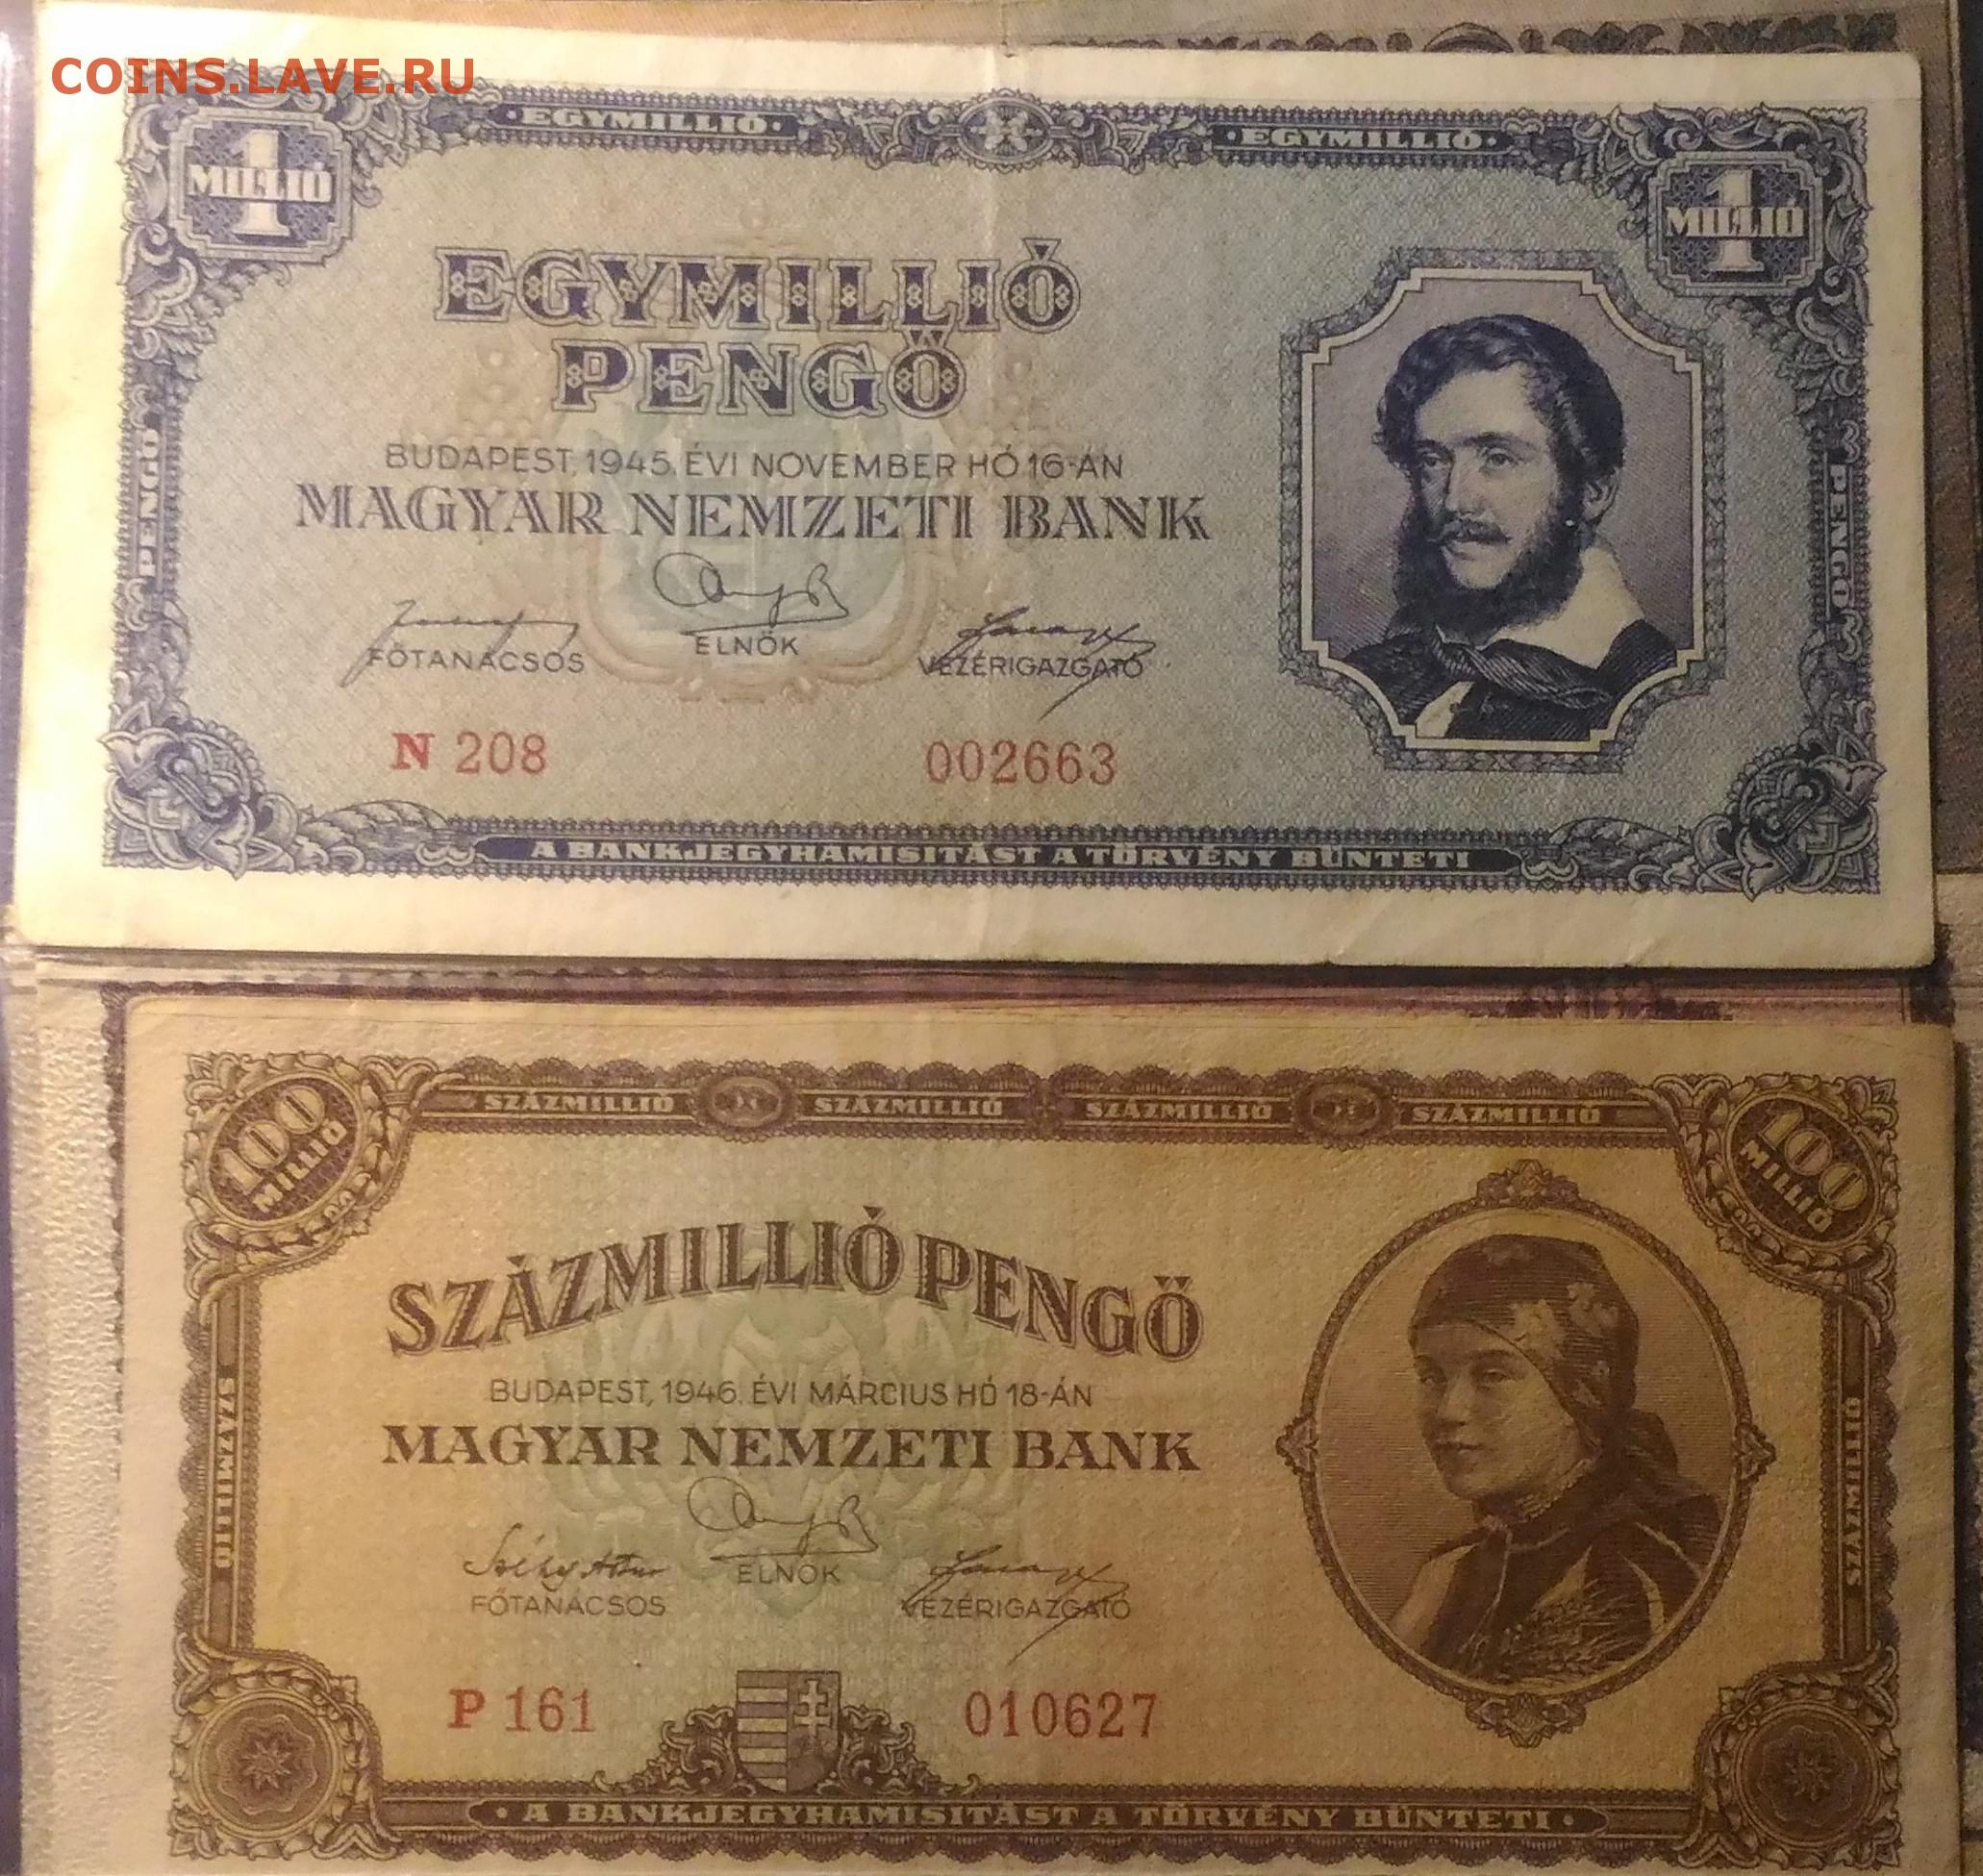 COINS.LAVE.RU
·EGYMILLIÓ· ·EGYMILLIÓ·
1 MILLIÓ 1 MILLIÓ
EGYMILLIÓ
PENGŐ
BUDAPEST, 1945. ÉVI NOVEMBER HÓ 16-ÁN
MAGYAR NEMZETI BANK
PENGŐ PENGŐ
FŐTANÁCSOS ELNÖK VEZÉRIGAZGATÓ
N 208 002663
A BANKJEGYHAMISITÁST A TÖRVÉNY BÜNTETI
SZÁZMILLIÓ SZÁZMILLIÓ SZÁZMILLIÓ SZÁZMILLIÓ
100 MILLIÓ 100 MILLIÓ
SZÁZMILLIÓ PENGŐ
BUDAPEST, 1946. ÉVI MÁRCIUS HÓ 18-ÁN
MAGYAR NEMZETI BANK
SZÁZMILLIÓ SZÁZMILLIÓ
FŐTANÁCSOS ELNÖK VEZÉRIGAZGATÓ
P 161 010627
· A BANKJEGYHAMISITÁST A TÖRVÉNY BÜNTETI ·